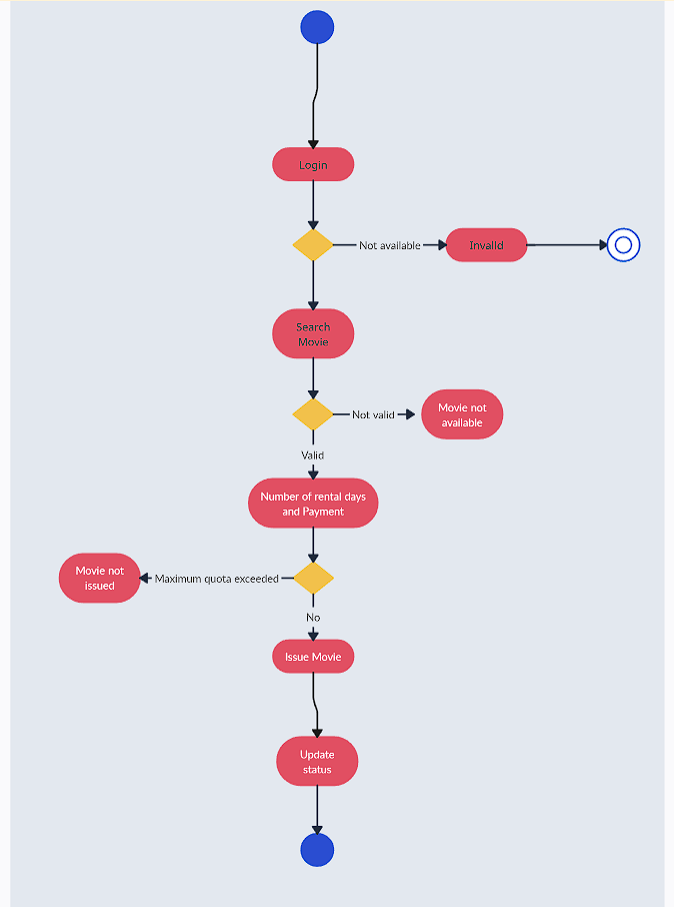 Login
Not available
Invalid
Search
Movie
Not valid
Movie not
available
Valid
Number of rental days
and Payment
Movie not
issued
Maximum quota exceeded
No
Issue Movie
Update
status